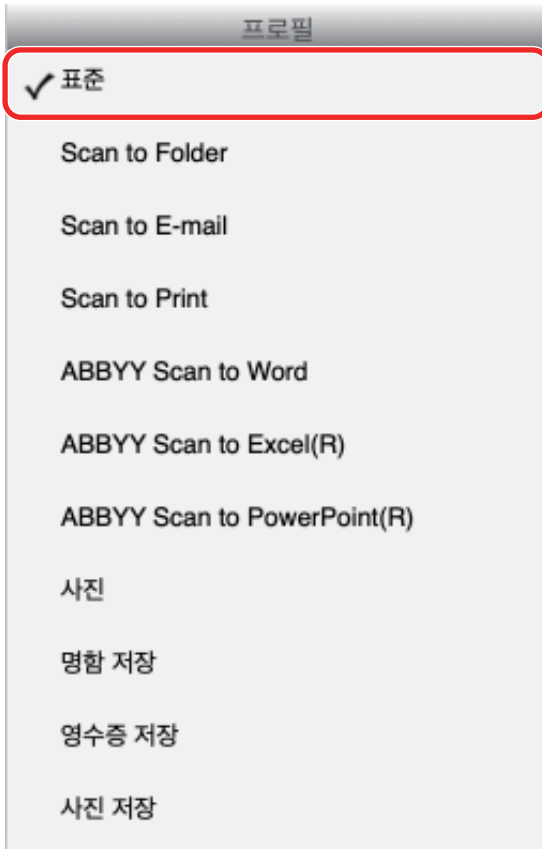 프로필
표준
Scan to Folder
Scan to E-mail
Scan to Print
ABBYY Scan to Word
ABBYY Scan to Excel(R)
ABBYY Scan to PowerPoint(R)
사진
명함 저장
영수증 저장
사진 저장